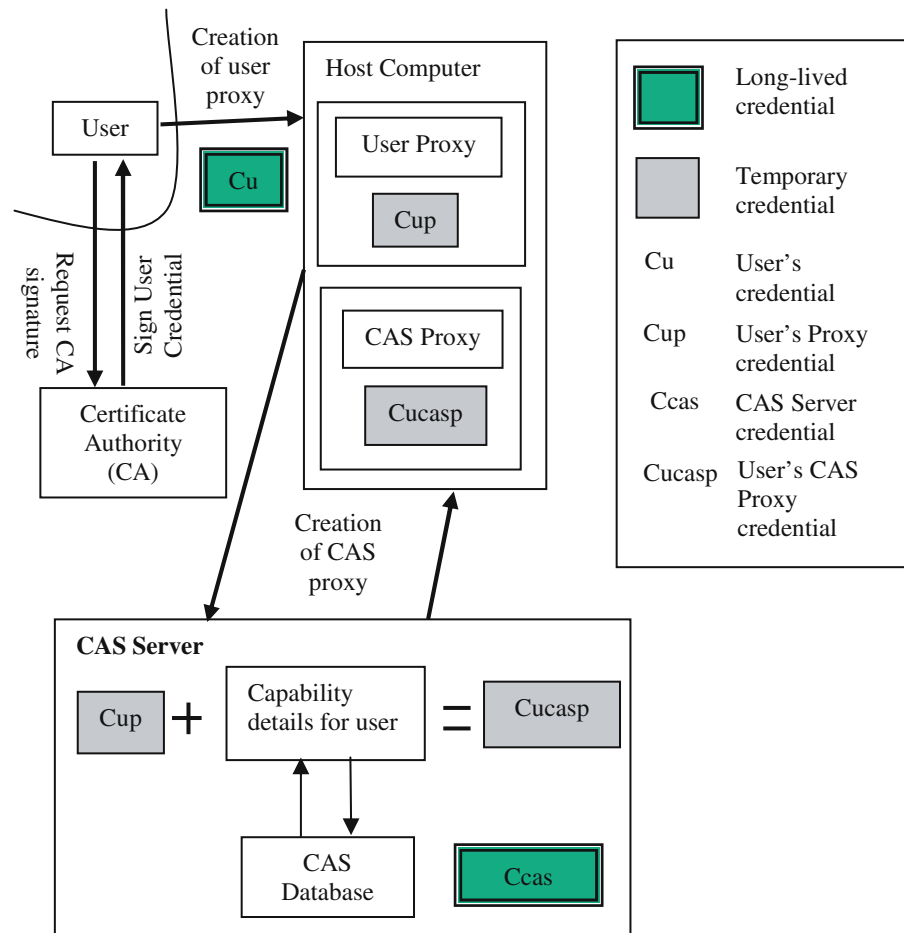 Creation
of user
proxy
User
Cu
Request CA
signature
Sign User
Credential
Certificate
Authority
(CA)
Host Computer
User Proxy
Cup
CAS Proxy
Cucasp
Creation
of CAS
proxy
CAS Server
Cup
+
Capability
details for user
=
Cucasp
CAS
Database
Ccas
Long-lived
credential
Temporary
credential
Cu User's
credential
Cup User's Proxy
credential
Ccas CAS Server
credential
Cucasp User's CAS
Proxy
credential